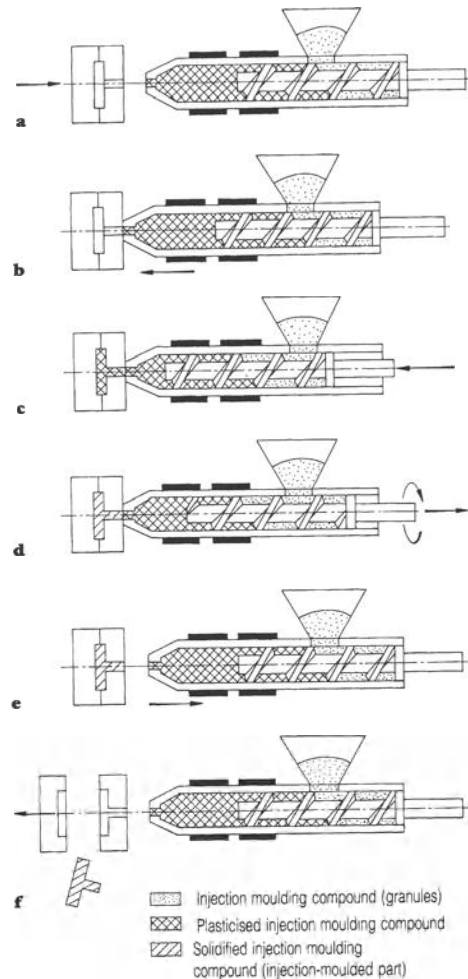 a
b
c
d
e
f
Injection moulding compound (granules)
Plasticised injection moulding compound
Solidified injection moulding
compound (injection-moulded part)